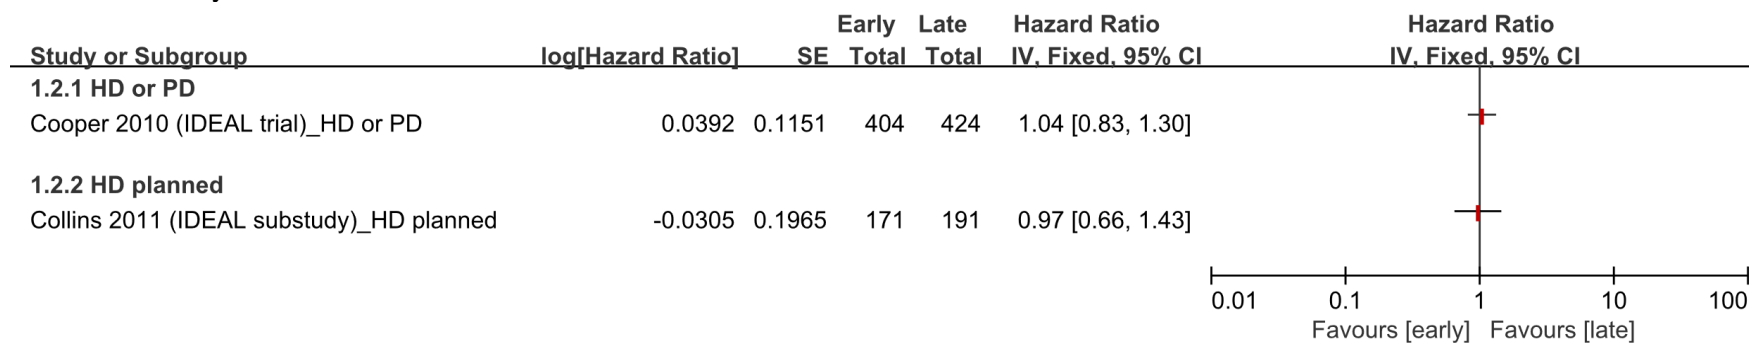 Early Late Hazard Ratio Hazard Ratio
Study or Subgroup log[Hazard Ratio] SE Total Total IV, Fixed, 95% CI IV, Fixed, 95% CI
1.2.1 HD or PD
Cooper 2010 (IDEAL trial)_HD or PD 0.0392 0.1151 404 424 1.04 [0.83, 1.30]
1.2.2 HD planned
Collins 2011 (IDEAL substudy)_HD planned -0.0305 0.1965 171 191 0.97 [0.66, 1.43]
0.01 0.1 1 10 100
Favours [early] Favours [late]